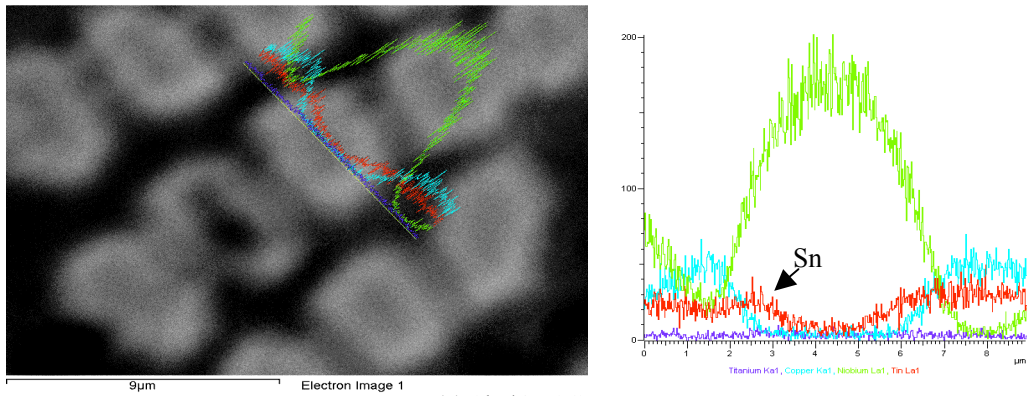 9µm
Electron Image 1
200
100
0
Sn
0 1 2 3 4 5 6 7 8
µm
Titanium Ka1, Copper Ka1, Niobium La1, Tin La1